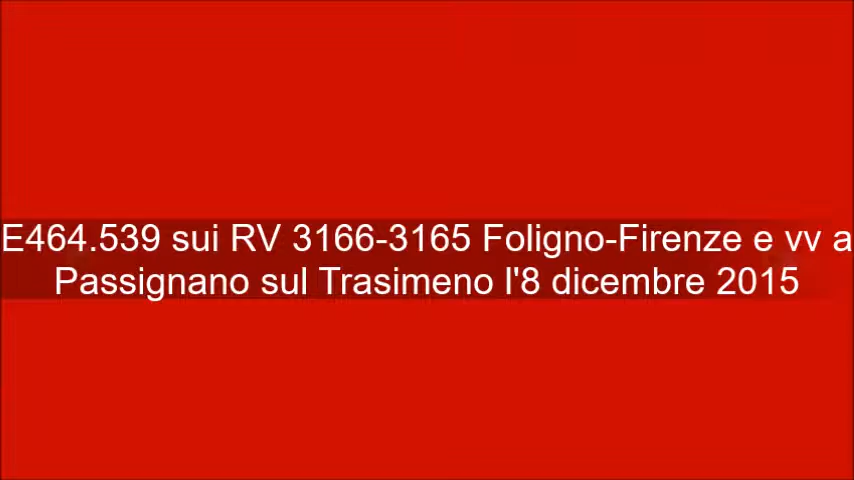 E464.539 sui RV 3166-3165 Foligno-Firenze e vv a
Passignano sul Trasimeno l'8 dicembre 2015